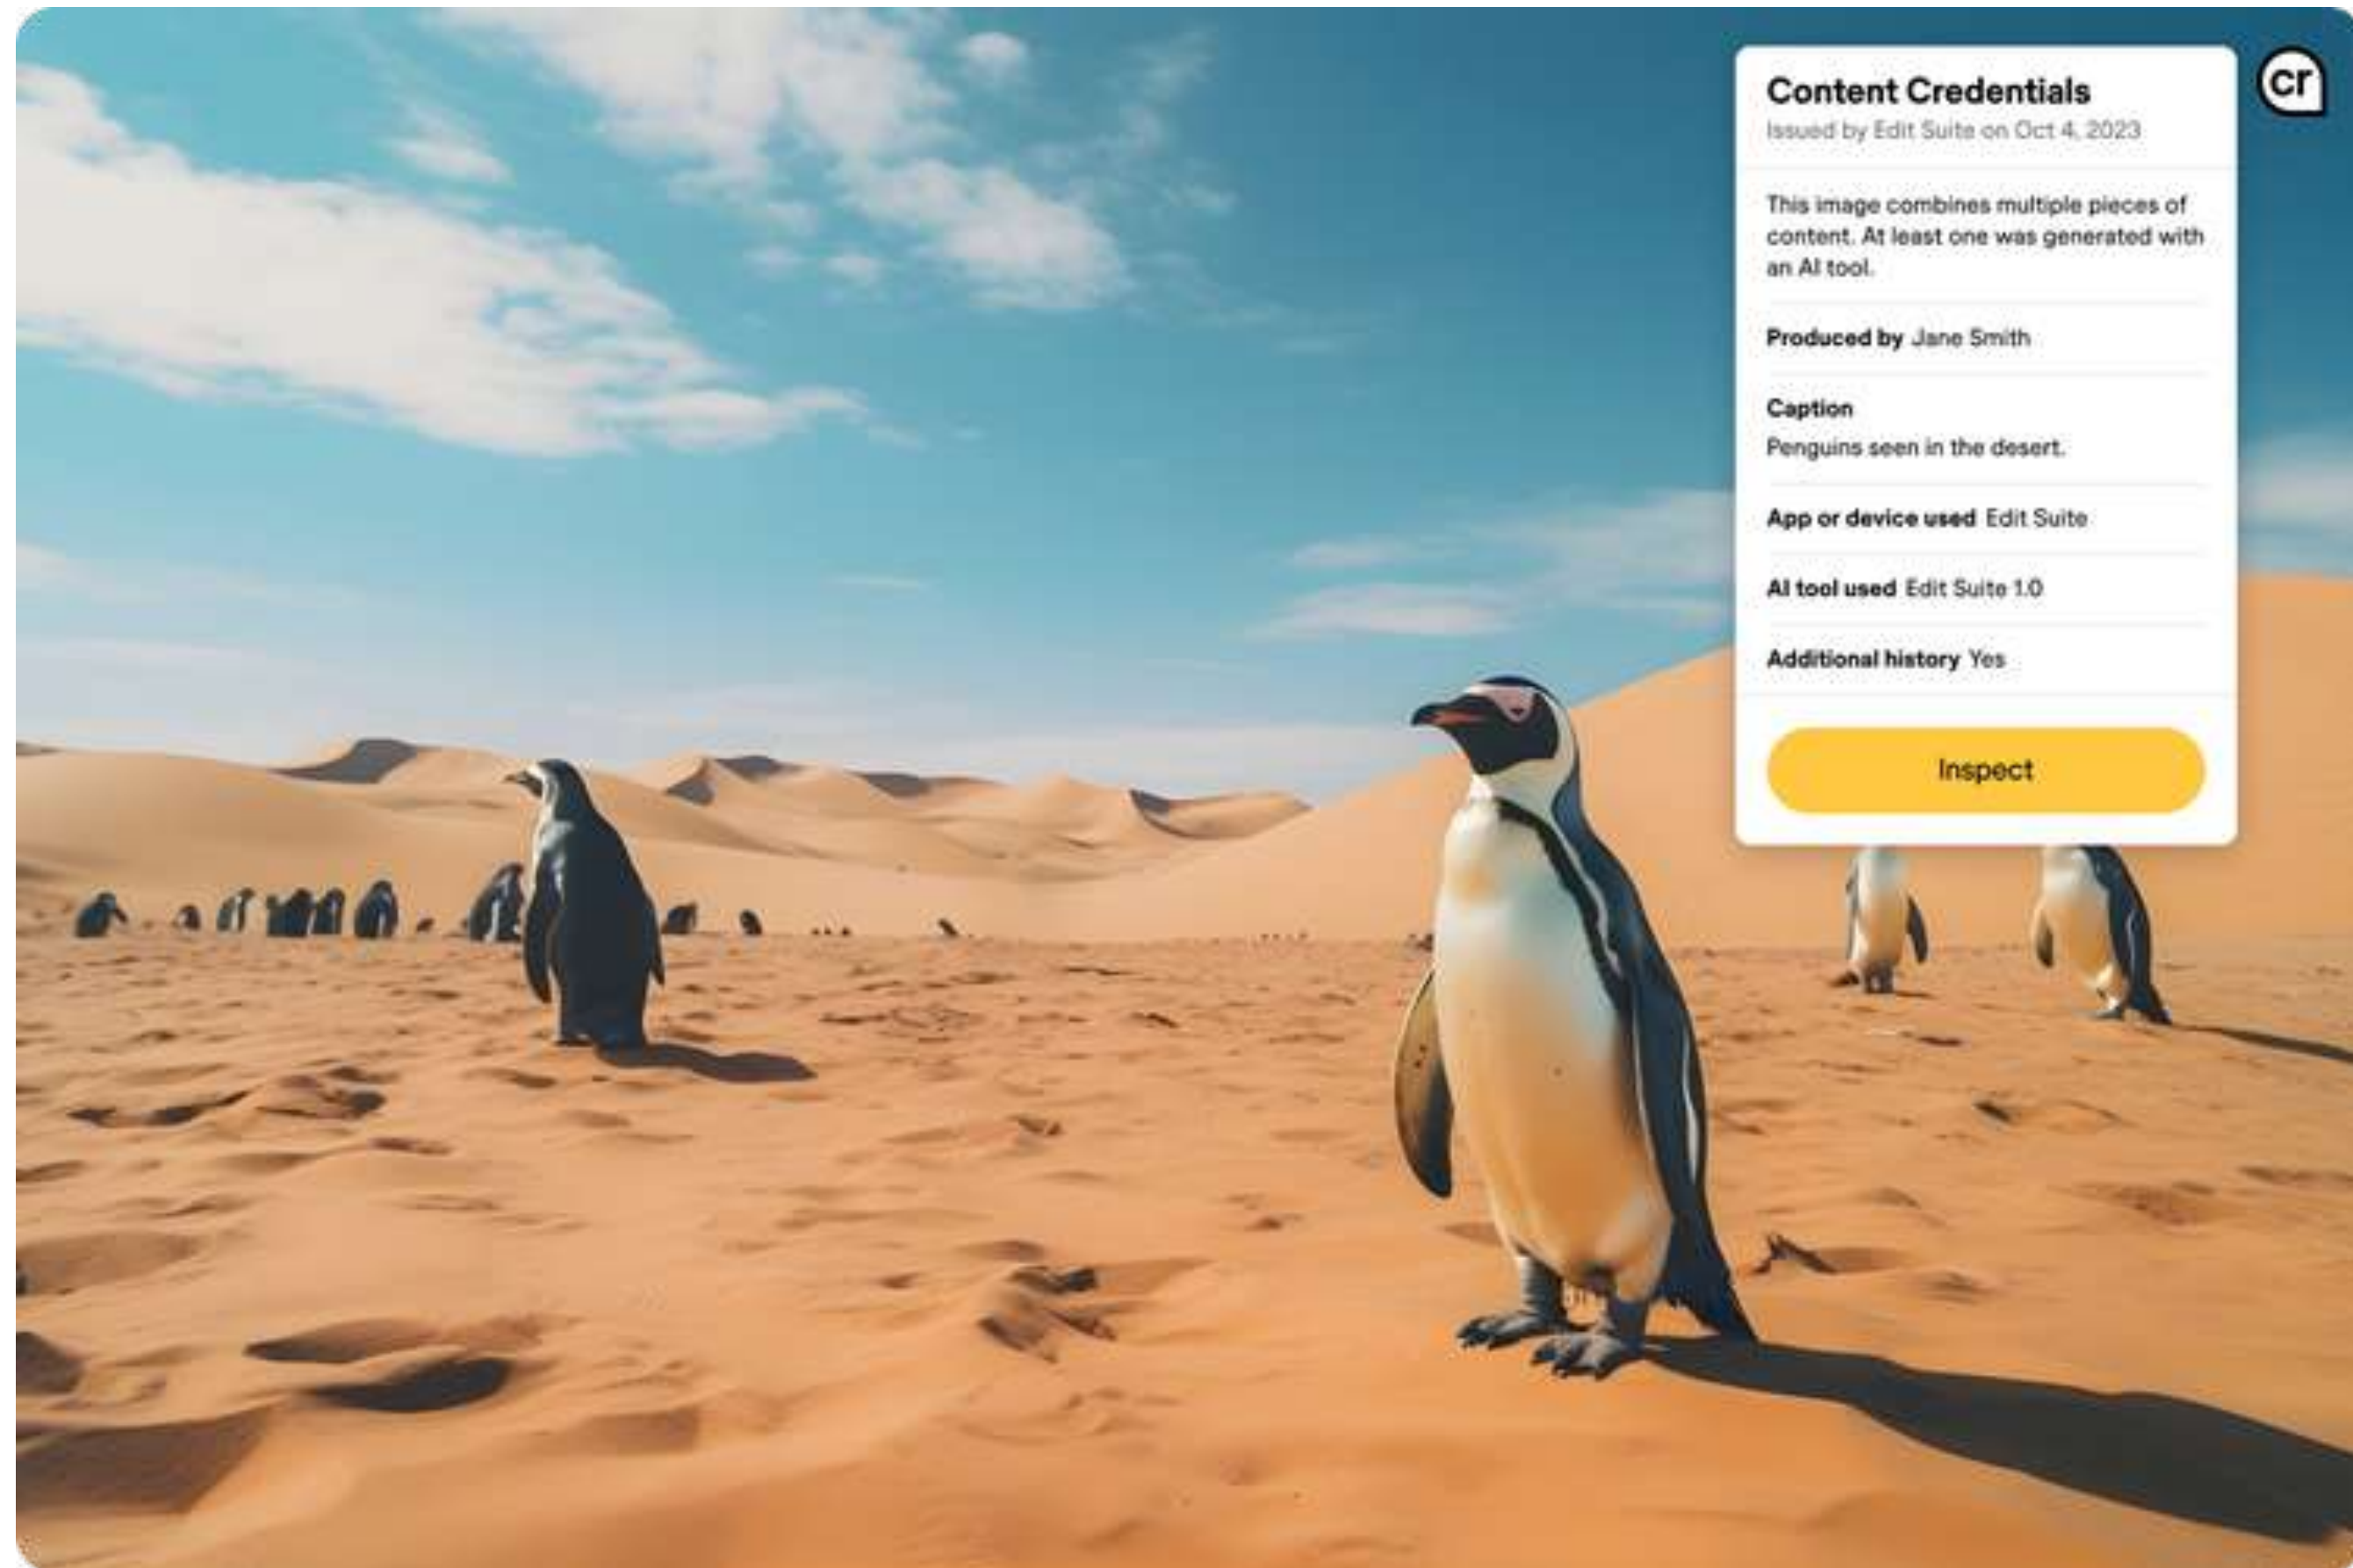 Content Credentials
Issued by Edit Suite on Oct 4, 2023
cr
This image combines multiple pieces of
content. At least one was generated with
an AI tool.
Produced by Jane Smith
Caption
Penguins seen in the desert.
App or device used Edit Suite
AI tool used Edit Suite 1.0
Additional history Yes
Inspect